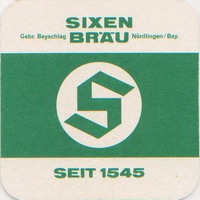 SIXEN
Gebr. Beyschlag BRÄU Nördlingen/Bay.
S
SEIT 1545